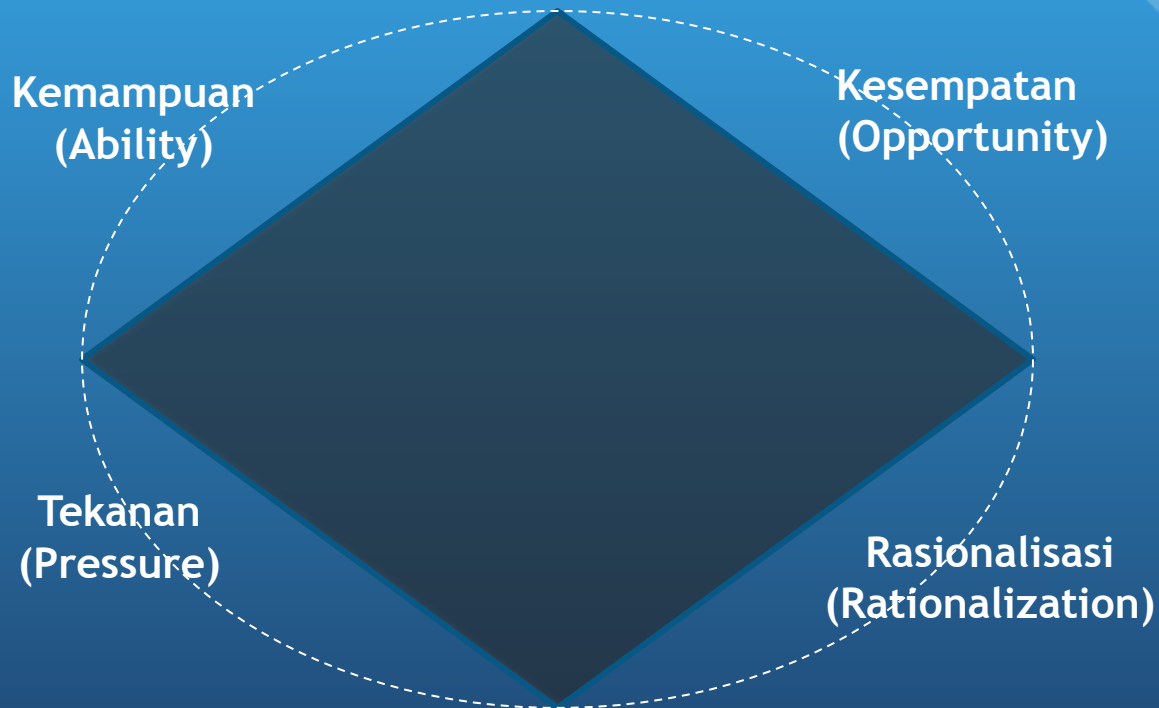 Kemampuan
(Ability)
Kesempatan
(Opportunity)
Tekanan
(Pressure)
Rasionalisasi
(Rationalization)